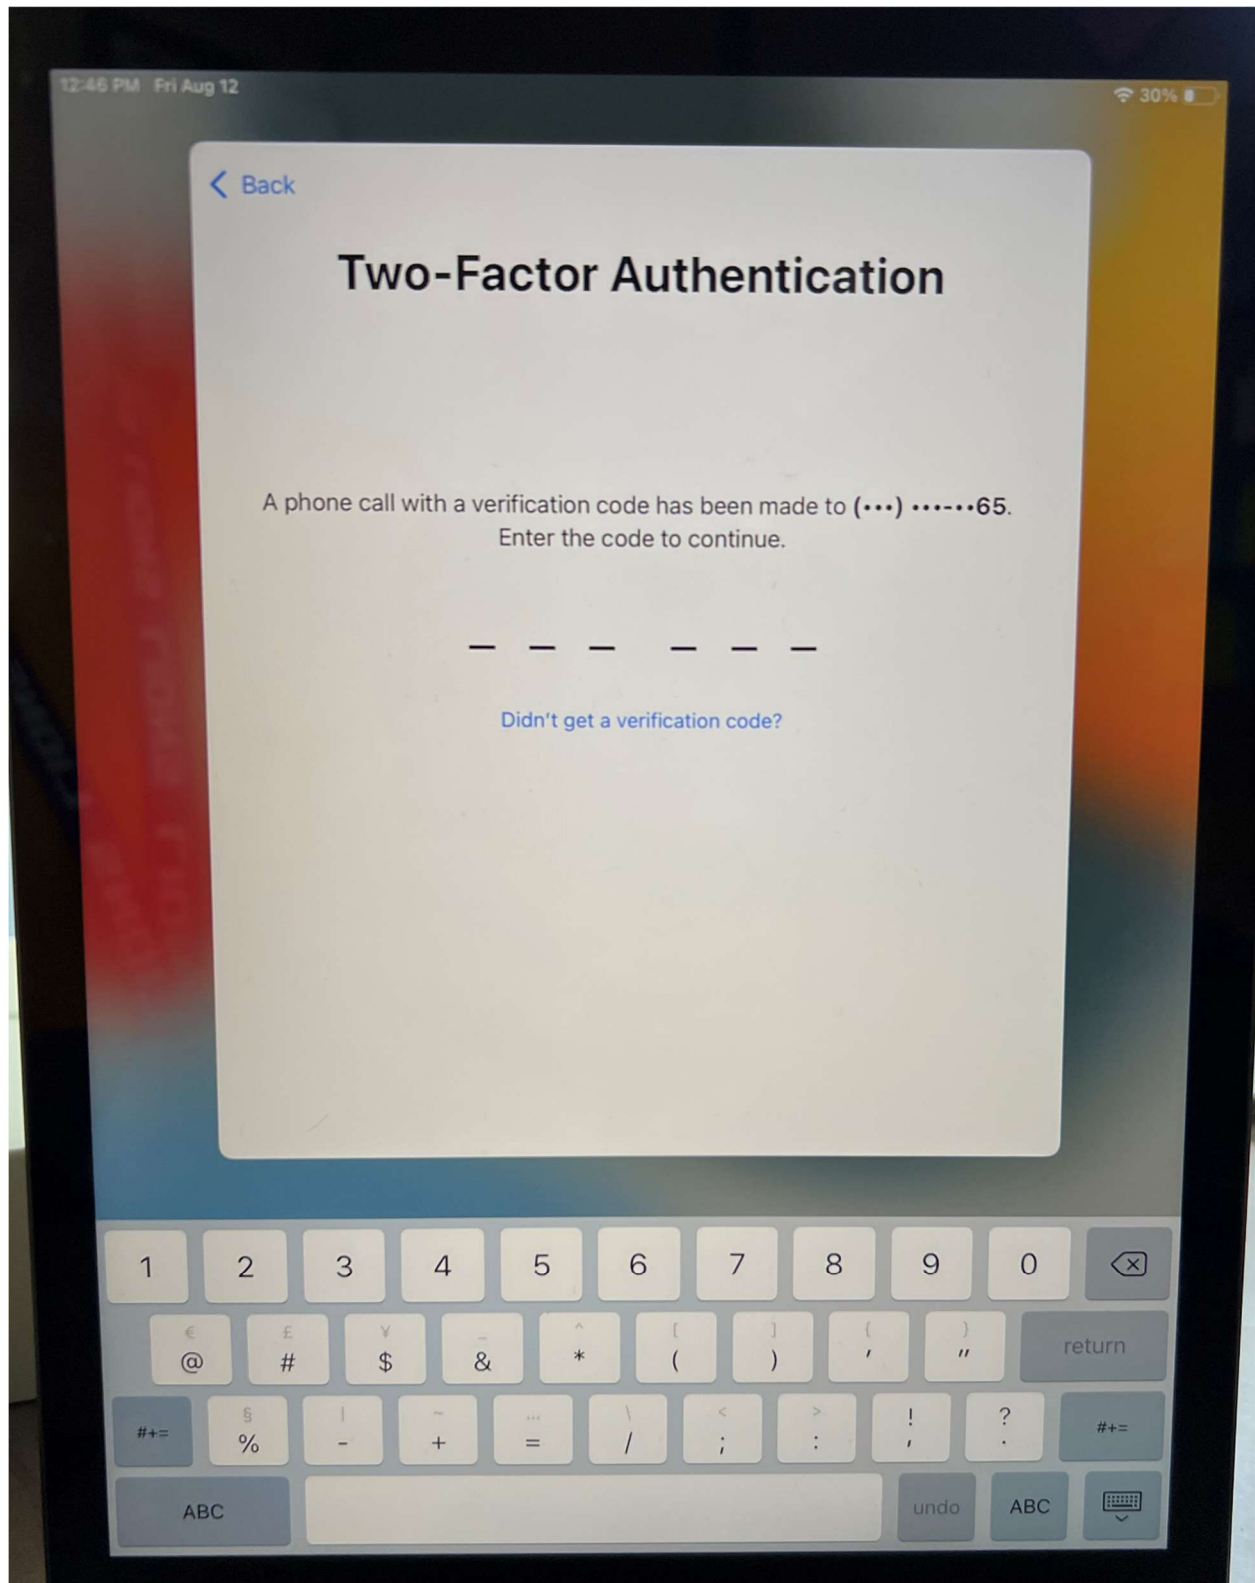 12:46 PM Fri Aug 12
30%
Back
Two-Factor Authentication
A phone call with a verification code has been made to (•••) •••-••65.
Enter the code to continue.
_ _ _ _ _ _
Didn't get a verification code?
1 2 3 4 5 6 7 8 9 0
€ £ ¥ _ ^ [ ] { }
@ # $ & * ( ) ' " return
§ | ~ … \ < > ! ?
#+= % - + = / ; : , . #+=
ABC undo ABC